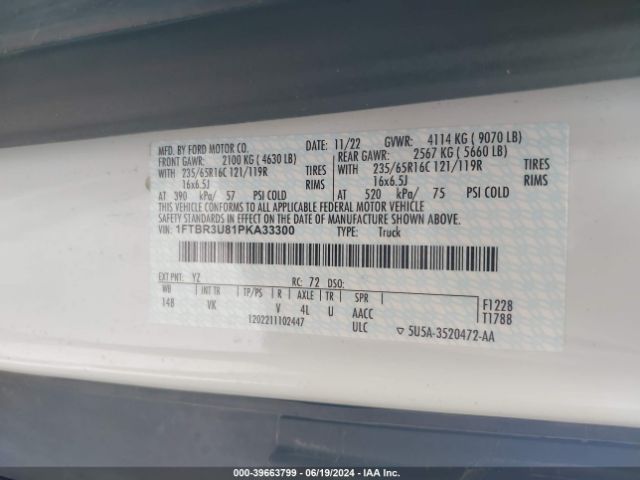 MFD. BY FORD MOTOR CO.
DATE: 11/22 GVWR: 4114 KG ( 9070 LB)
FRONT GAWR: 2100 KG ( 4630 LB) REAR GAWR: 2567 KG ( 5660 LB)
WITH 235/65R16C 121/119R TIRES WITH 235/65R16C 121/119R TIRES
16x6.5J RIMS 16x6.5J RIMS
AT 390 kPa/ 57 PSI COLD AT 520 kPa/ 75 PSI COLD
THIS VEHICLE CONFORMS TO ALL APPLICABLE FEDERAL MOTOR VEHICLE
SAFETY STANDARDS IN EFFECT ON THE DATE OF MANUFACTURE SHOWN ABOVE.
VIN: 1FTBR3U81PKA33300 TYPE: Truck
EXT PNT: YZ RC: 72 DSO:
WB INT TR TP/PS R AXLE TR SPR
148 VK V 4L U AACC
F1228
T1788
1202211102447 ULC ▽ 5U5A-3520472-AA
000-39663799 - 06/19/2024 - IAA Inc.